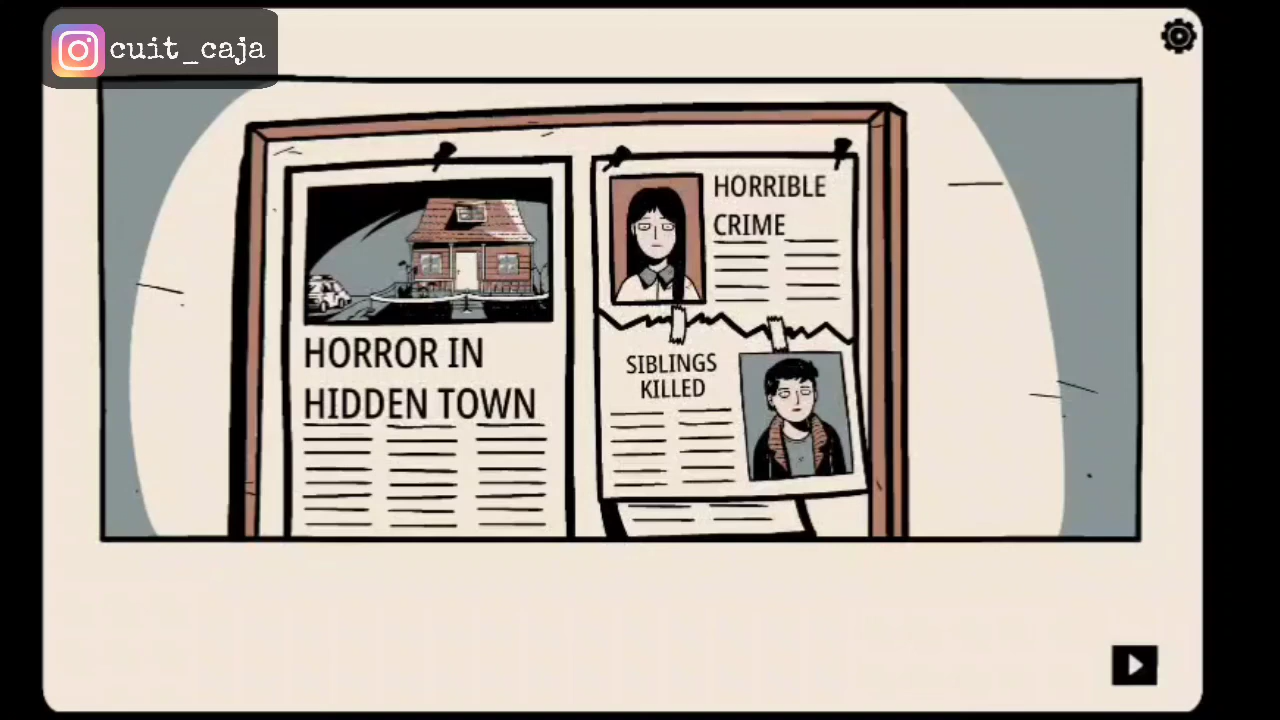 cuit_caja
HORROR IN
HIDDEN TOWN
HORRIBLE
CRIME
SIBLINGS
KILLED